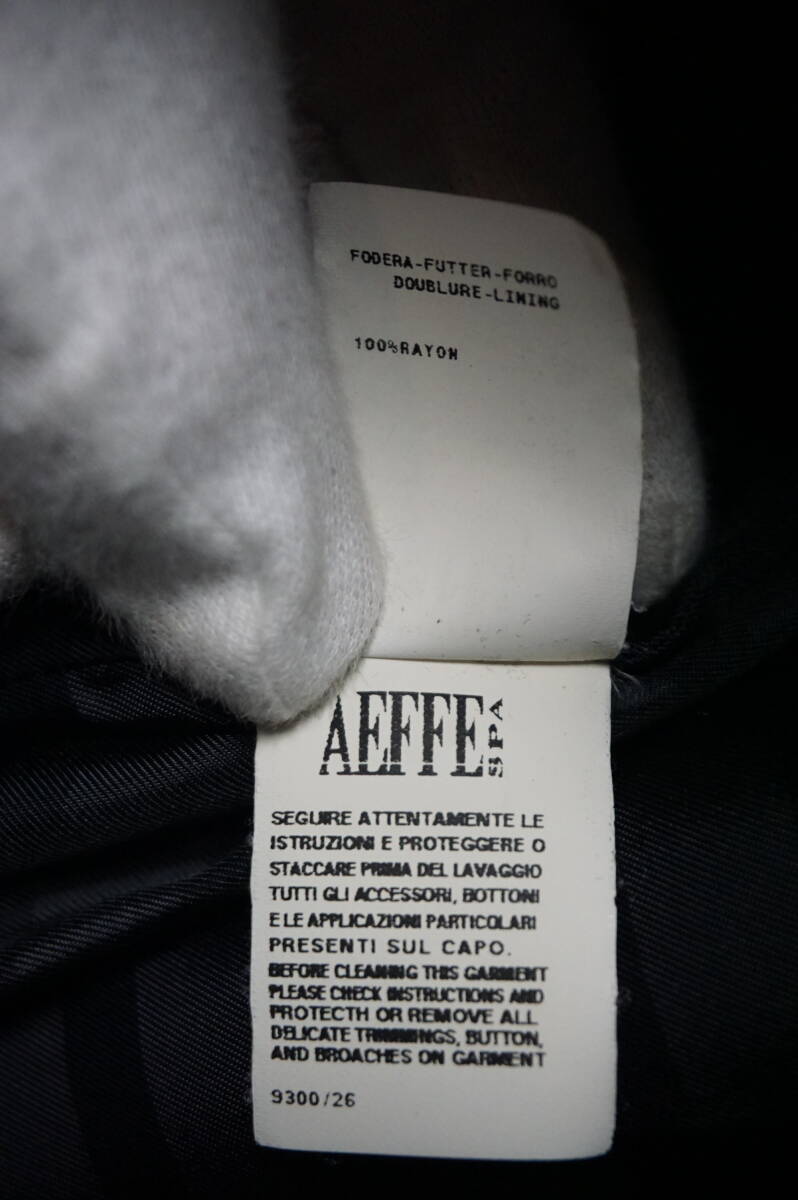 FODERA-FUTTER-FORRO
DOUBLURE-LINING
100%RAYON
AEFFE SPA
SEGUIRE ATTENTAMENTE LE
ISTRUZIONI E PROTEGGERE O
STACCARE PRIMA DEL LAVAGGIO
TUTTI GLI ACCESSORI, BOTTONI
E LE APPLICAZIONI PARTICOLARI
PRESENTI SUL CAPO.
BEFORE CLEANING THIS GARMENT
PLEASE CHECK INSTRUCTIONS AND
PROTECTH OR REMOVE ALL
DELICATE TRIMMINGS, BUTTON,
AND BROACHES ON GARMENT
9300/26